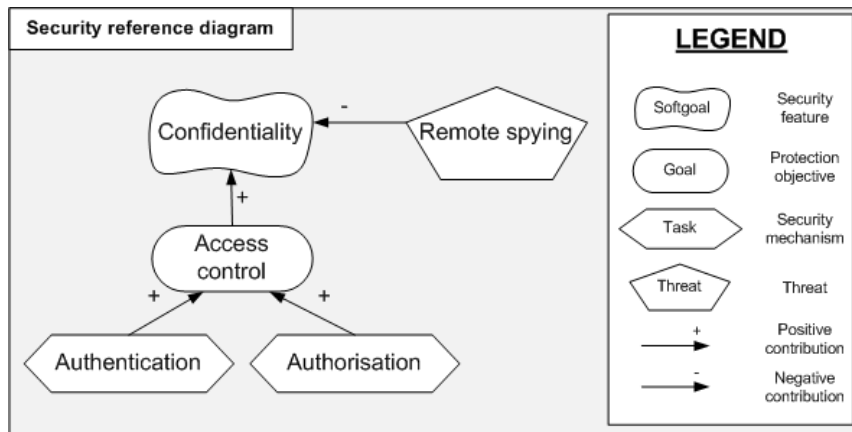 Security reference diagram
Confidentiality
-
Remote spying
+
Access
control
+
+
Authentication
Authorisation
LEGEND
Softgoal
Security
feature
Goal
Protection
objective
Task
Security
mechanism
Threat
Threat
+
Positive
contribution
-
Negative
contribution